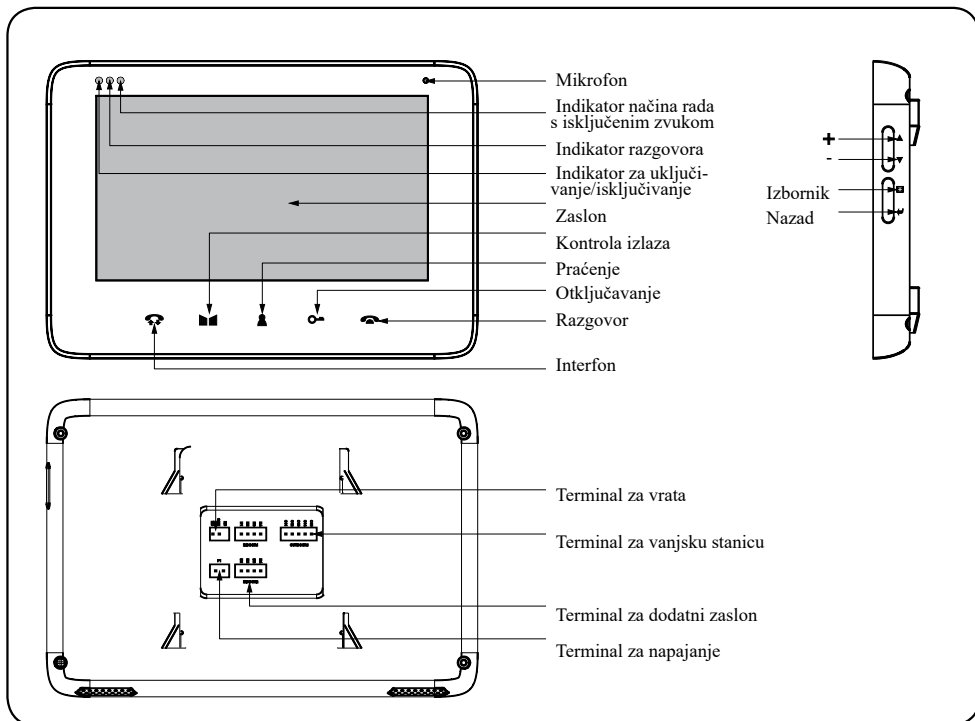 Mikrofon
Indikator načina rada
s isključenim zvukom
Indikator razgovora
Indikator za uključi-
vanje/isključivanje
Zaslon
Kontrola izlaza
Praćenje
Otključavanje
Razgovor
Interfon
+
-
Izbornik
Nazad
Terminal za vrata
Terminal za vanjsku stanicu
Terminal za dodatni zaslon
Terminal za napajanje